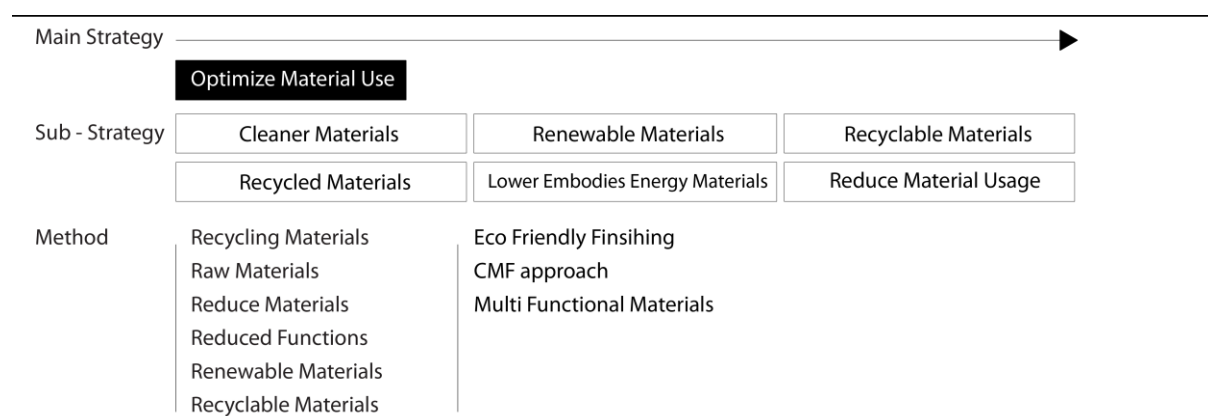 Main Strategy
Optimize Material Use
Sub - Strategy Cleaner Materials Renewable Materials Recyclable Materials
Recycled Materials Lower Embodies Energy Materials Reduce Material Usage
Method Recycling Materials Eco Friendly Finsihing
Raw Materials CMF approach
Reduce Materials Multi Functional Materials
Reduced Functions
Renewable Materials
Recyclable Materials